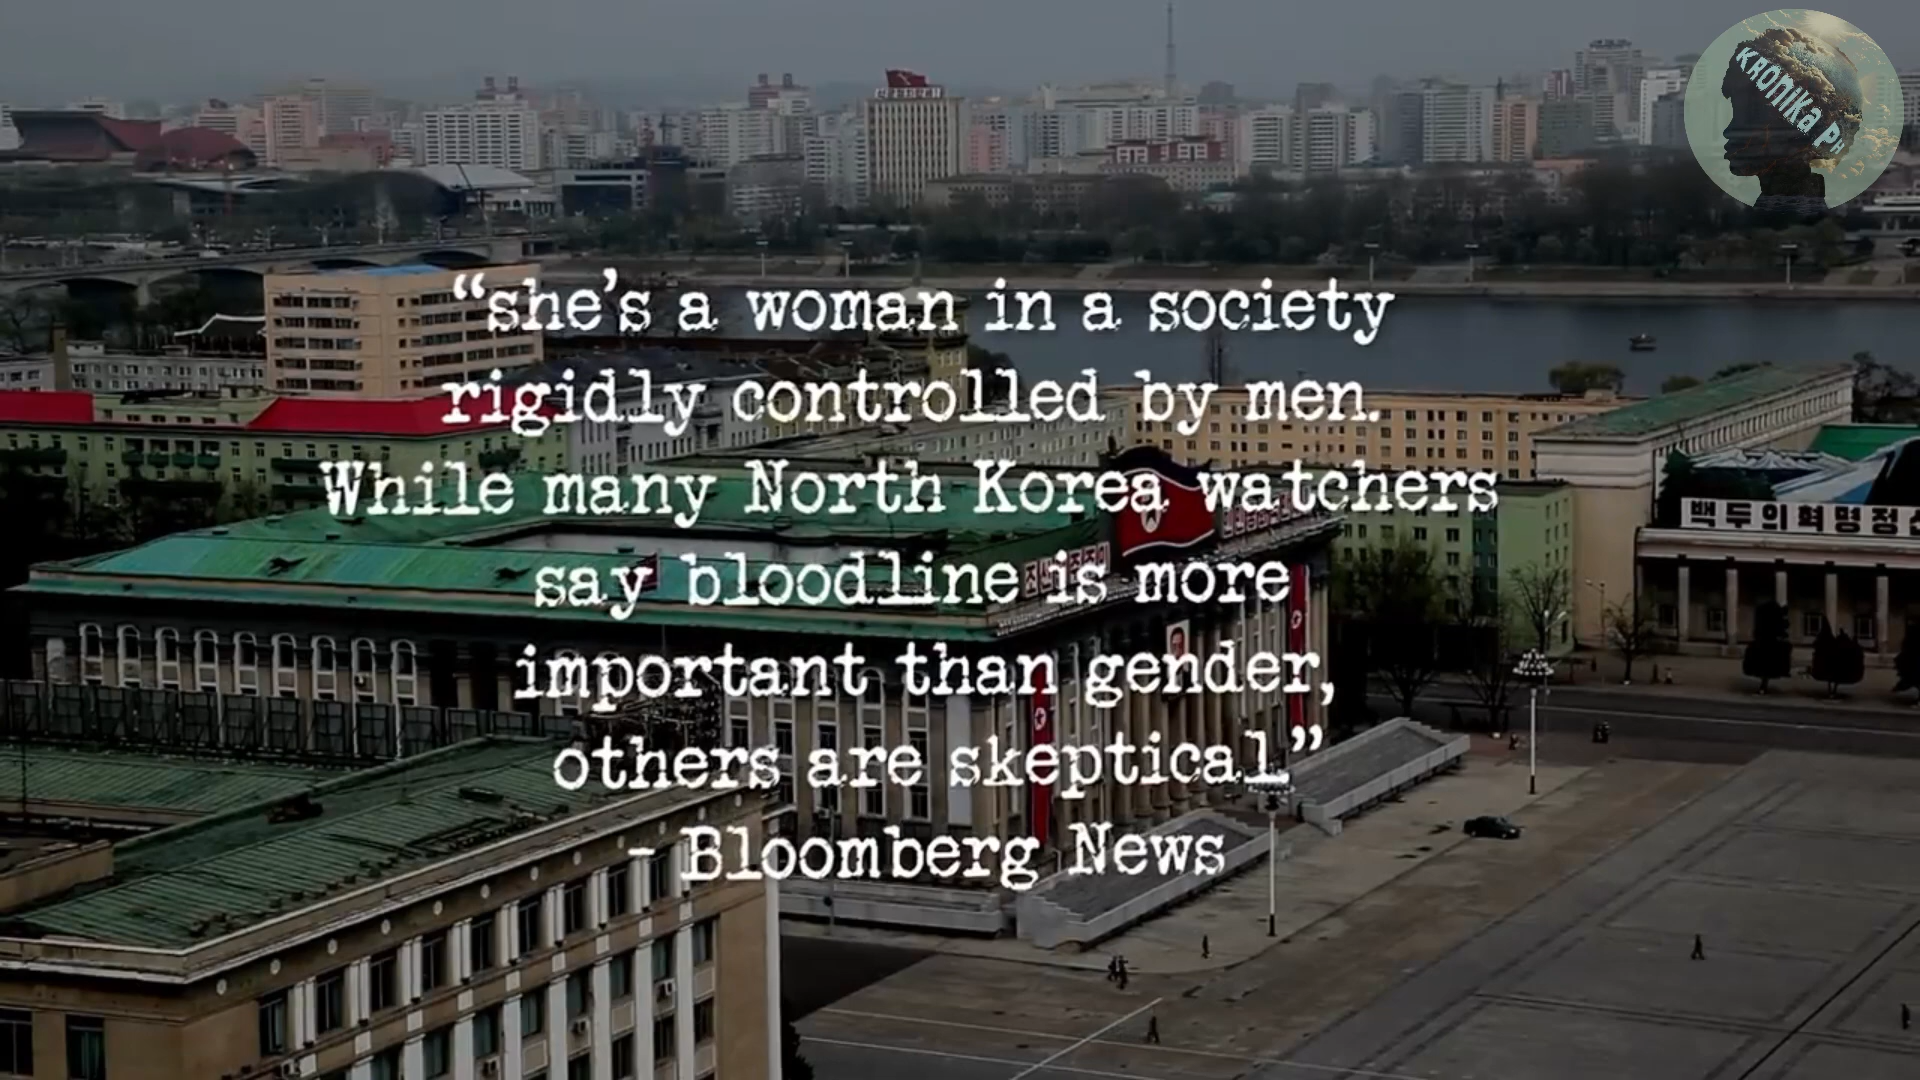 KRONIKA PH
“she’s a woman in a society
rigidly controlled by men.
While many North Korea watchers
say bloodline is more
important than gender,
others are skeptical.”
- Bloomberg News
백두의혁명정신